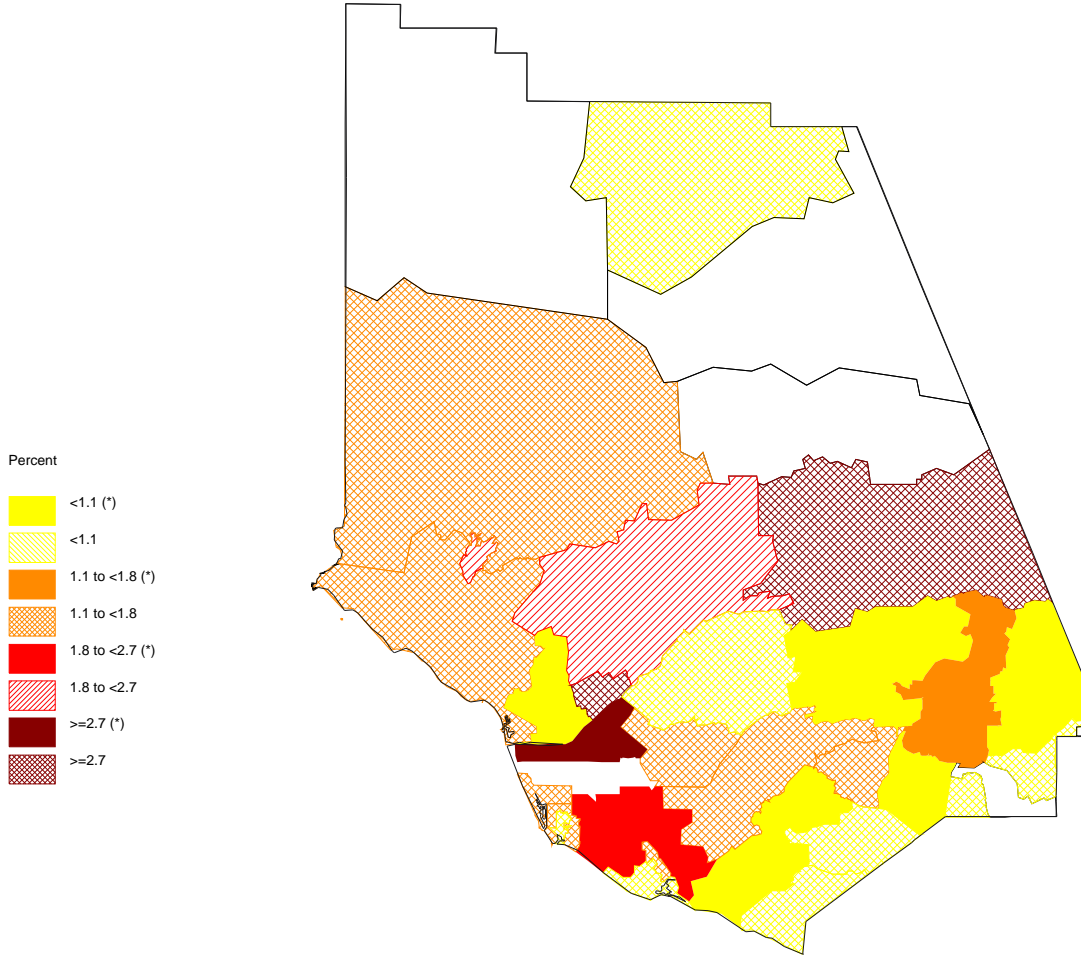 Percent
<1.1 (*)
<1.1
1.1 to <1.8 (*)
1.1 to <1.8
1.8 to <2.7 (*)
1.8 to <2.7
>=2.7 (*)
>=2.7